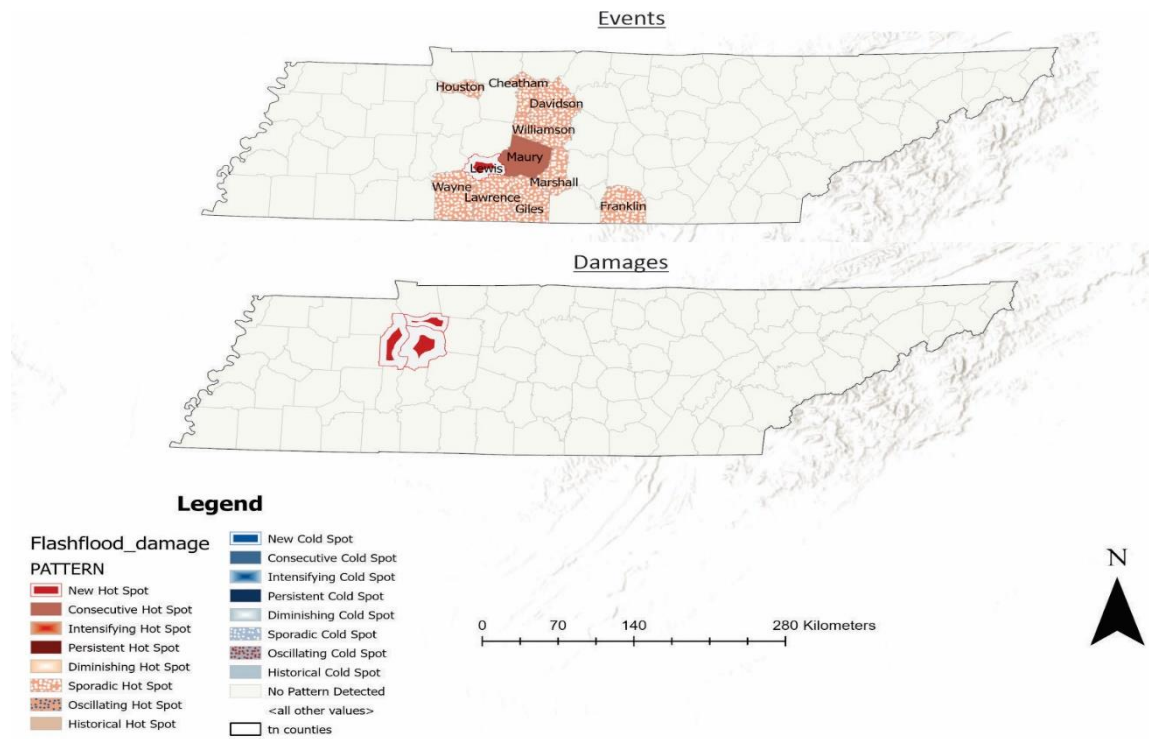 Events
Houston
Cheatham
Davidson
Williamson
Maury
Lewis
Marshall
Wayne
Lawrence
Giles
Franklin
Damages
Legend
Flashflood_damage
PATTERN
New Hot Spot
Consecutive Hot Spot
Intensifying Hot Spot
Persistent Hot Spot
Diminishing Hot Spot
Sporadic Hot Spot
Oscillating Hot Spot
Historical Hot Spot
New Cold Spot
Consecutive Cold Spot
Intensifying Cold Spot
Persistent Cold Spot
Diminishing Cold Spot
Sporadic Cold Spot
Oscillating Cold Spot
Historical Cold Spot
No Pattern Detected
<all other values>
tn counties
0 70 140 280 Kilometers
N